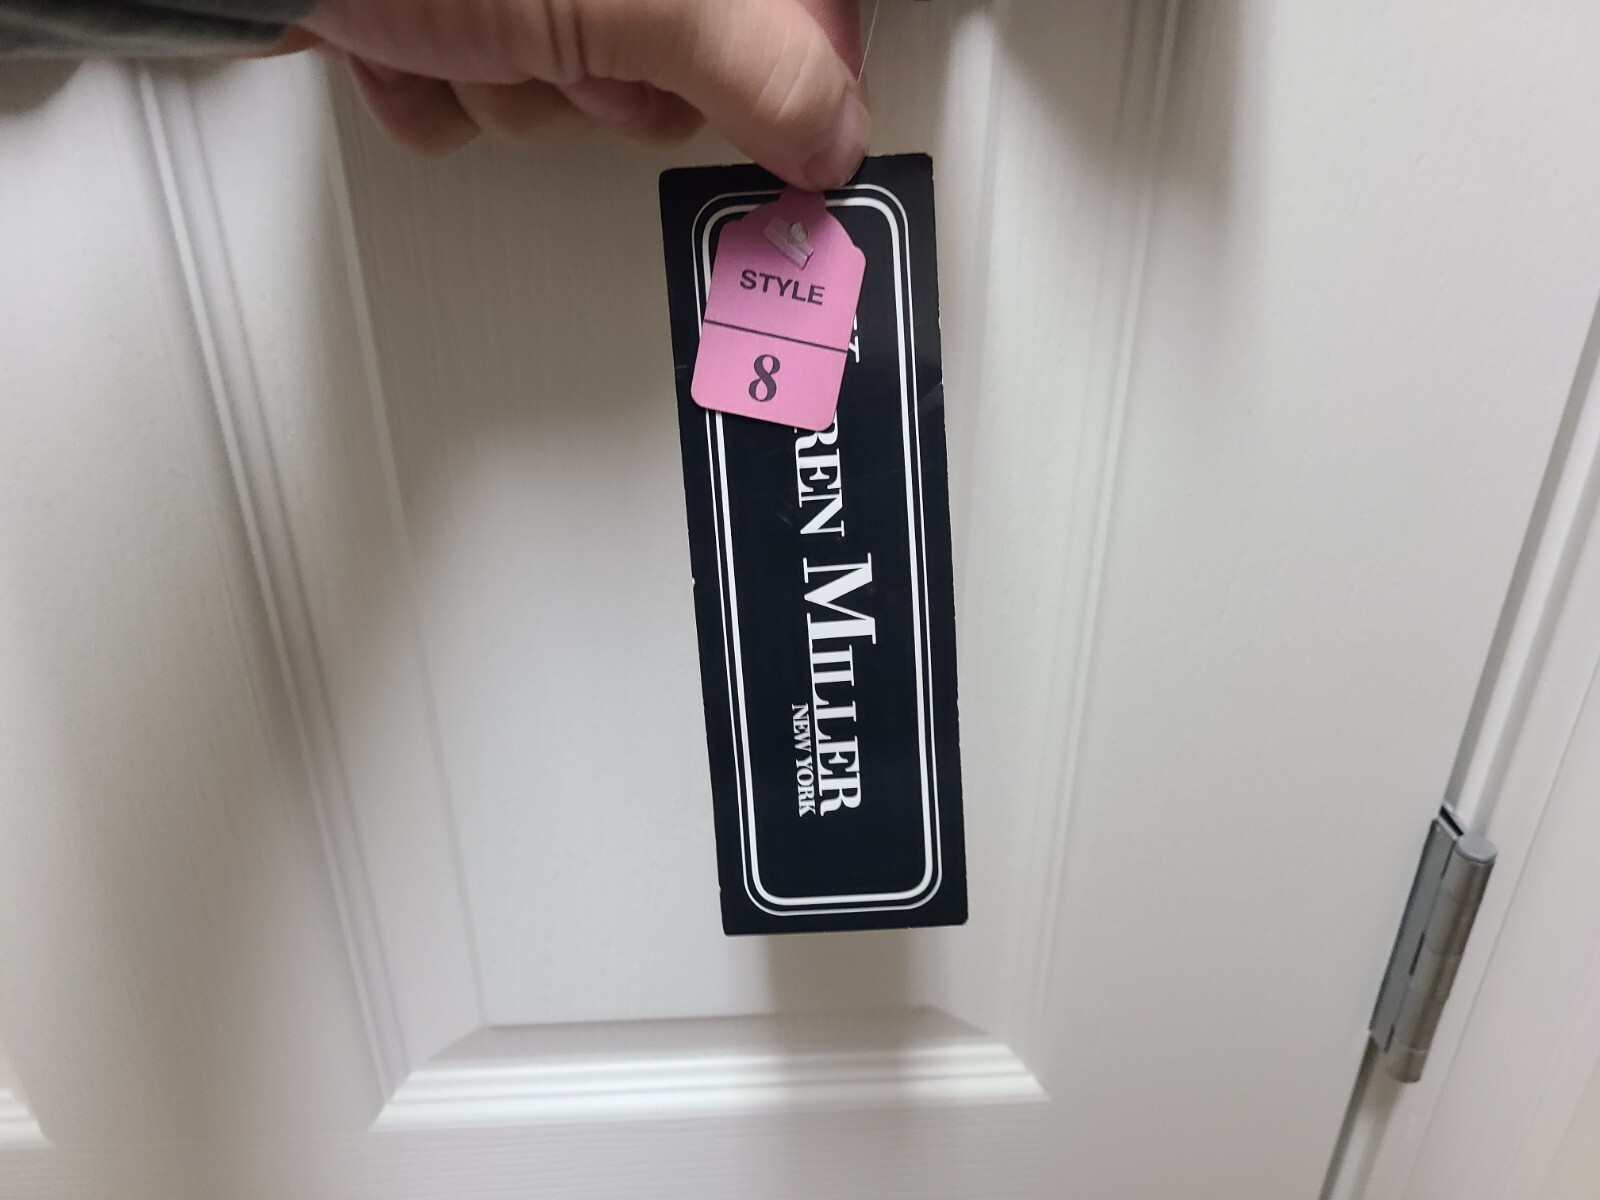 STYLE
8
REN MILLER
NEW YORK